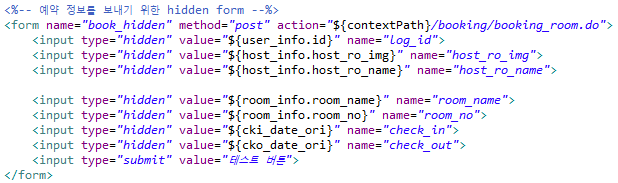 <%-- 예약 정보를 보내기 위한 hidden form --%>
<form name="book_hidden" method="post" action="${contextPath}/booking/booking_room.do">
<input type="hidden" value="${user_info.id}" name="log_id">
<input type="hidden" value="${host_info.host_ro_img}" name="host_ro_img">
<input type="hidden" value="${host_info.host_ro_name}" name="host_ro_name">
<input type="hidden" value="${room_info.room_name}" name="room_name">
<input type="hidden" value="${room_info.room_no}" name="room_no">
<input type="hidden" value="${cki_date_ori}" name="check_in">
<input type="hidden" value="${cko_date_ori}" name="check_out">
<input type="submit" value="테스트 버튼">
</form>